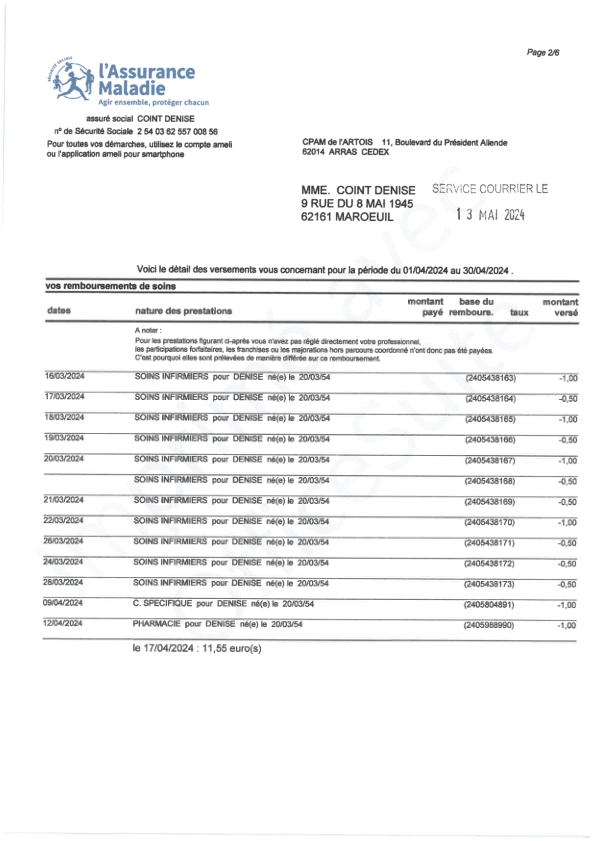 Page 2/6
SÉCURITÉ SOCIALE
l'Assurance
Maladie
Agir ensemble, protéger chacun
assuré social COINT DENISE
n° de Sécurité Sociale 2 54 03 62 557 008 56
Pour toutes vos démarches, utilisez le compte ameli
ou l'application ameli pour smartphone
CPAM de l'ARTOIS 11, Boulevard du Président Allende
62014 ARRAS CEDEX
MME. COINT DENISE
9 RUE DU 8 MAI 1945
62161 MAROEUIL
SERVICE COURRIER LE
13 MAI 2024
Voici le détail des versements vous concernant pour la période du 01/04/2024 au 30/04/2024 .
vos remboursements de soins
dates nature des prestations montant payé base du rembours. taux montant versé
A noter :
Pour les prestations figurant ci-après vous n'avez pas réglé directement votre professionnel,
les participations forfaitaires, les franchises ou les majorations hors parcours coordonné n'ont donc pas été payées.
C'est pourquoi elles sont prélevées de manière différée sur ce remboursement.
16/03/2024 SOINS INFIRMIERS pour DENISE né(e) le 20/03/54 (2405438163) -1,00
17/03/2024 SOINS INFIRMIERS pour DENISE né(e) le 20/03/54 (2405438164) -0,50
18/03/2024 SOINS INFIRMIERS pour DENISE né(e) le 20/03/54 (2405438165) -1,00
19/03/2024 SOINS INFIRMIERS pour DENISE né(e) le 20/03/54 (2405438166) -0,50
20/03/2024 SOINS INFIRMIERS pour DENISE né(e) le 20/03/54 (2405438167) -1,00
SOINS INFIRMIERS pour DENISE né(e) le 20/03/54 (2405438168) -0,50
21/03/2024 SOINS INFIRMIERS pour DENISE né(e) le 20/03/54 (2405438169) -0,50
22/03/2024 SOINS INFIRMIERS pour DENISE né(e) le 20/03/54 (2405438170) -1,00
26/03/2024 SOINS INFIRMIERS pour DENISE né(e) le 20/03/54 (2405438171) -0,50
24/03/2024 SOINS INFIRMIERS pour DENISE né(e) le 20/03/54 (2405438172) -0,50
28/03/2024 SOINS INFIRMIERS pour DENISE né(e) le 20/03/54 (2405438173) -0,50
09/04/2024 C. SPECIFIQUE pour DENISE né(e) le 20/03/54 (2405804891) -1,00
12/04/2024 PHARMACIE pour DENISE né(e) le 20/03/54 (2405988990) -1,00
le 17/04/2024 : 11,55 euro(s)